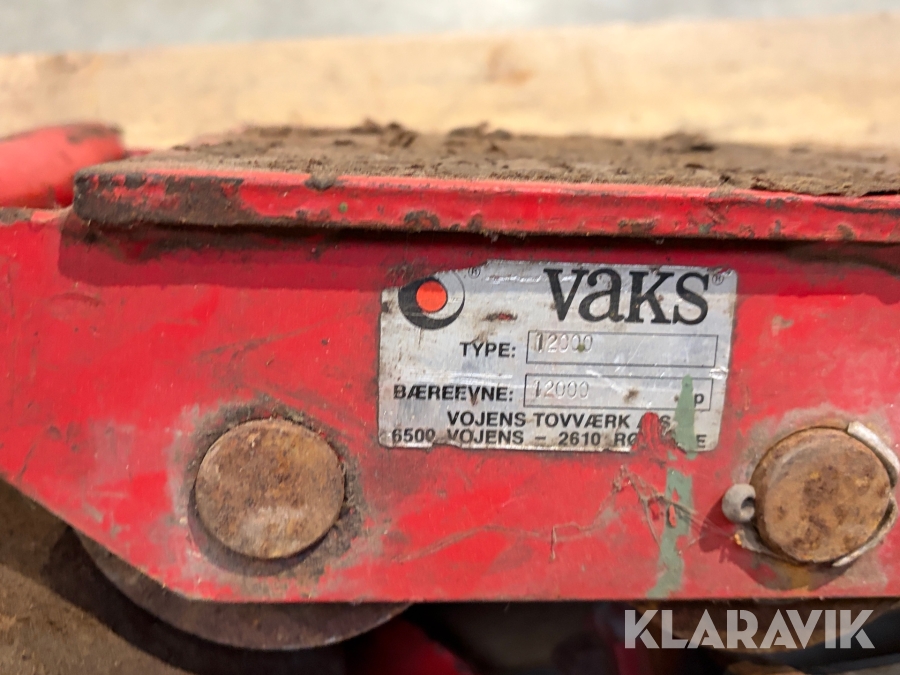 ® vaKs®
TYPE: 12000
BÆREEVNE: 12000 p
VOJENS-TOVVÆRK A/S
6500 VOJENS – 2610
KLARAVIK